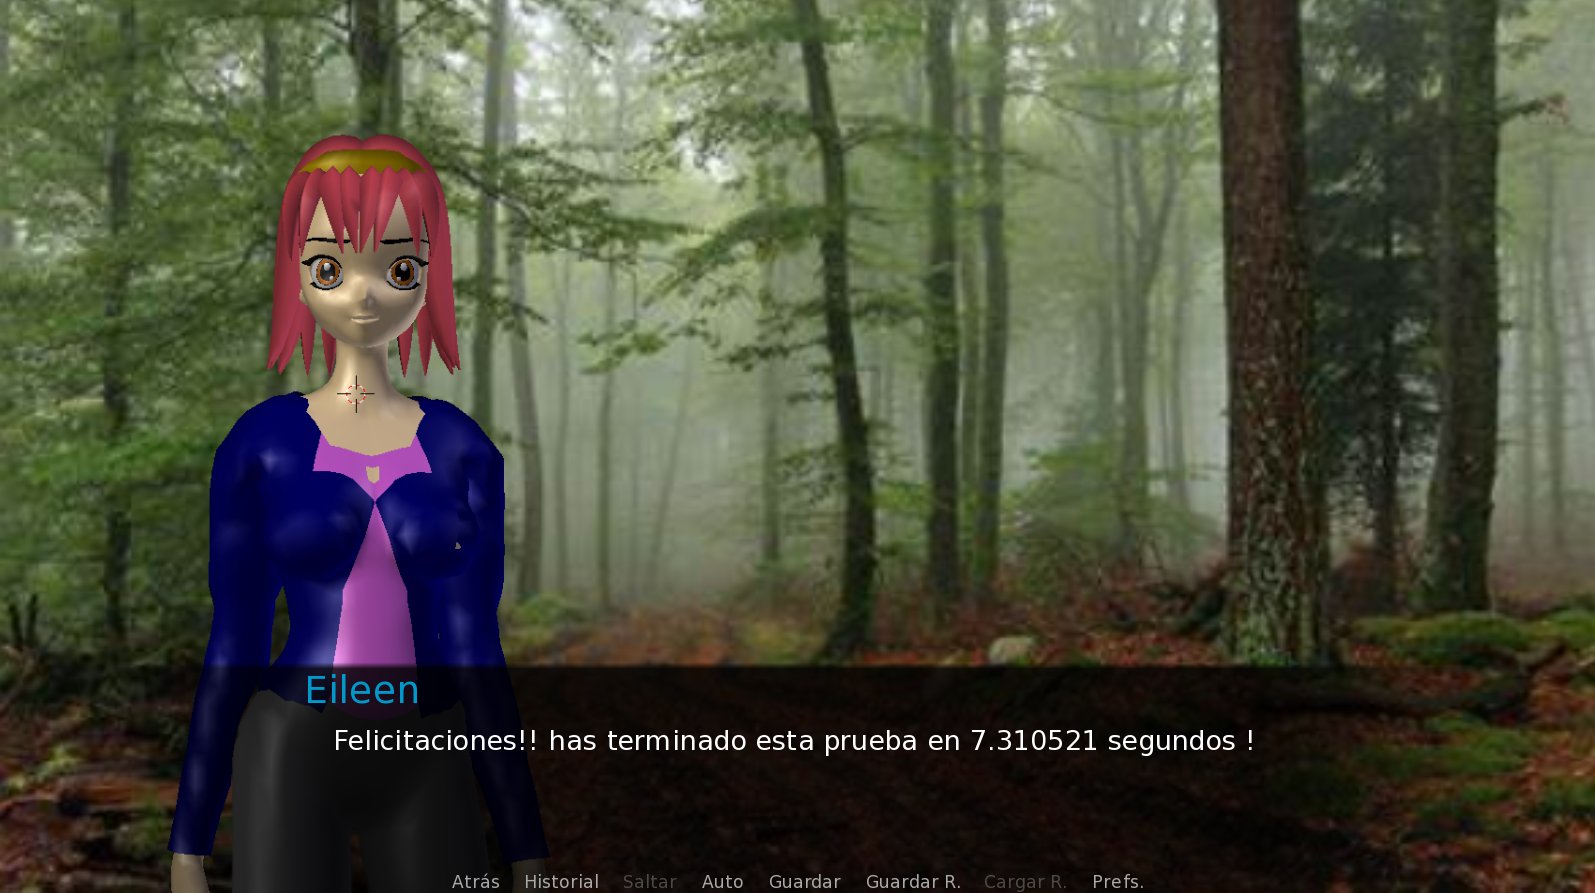 Eileen
Felicitaciones!! has terminado esta prueba en 7.310521 segundos !
Atrás Historial Saltar Auto Guardar Guardar R. Cargar R. Prefs.